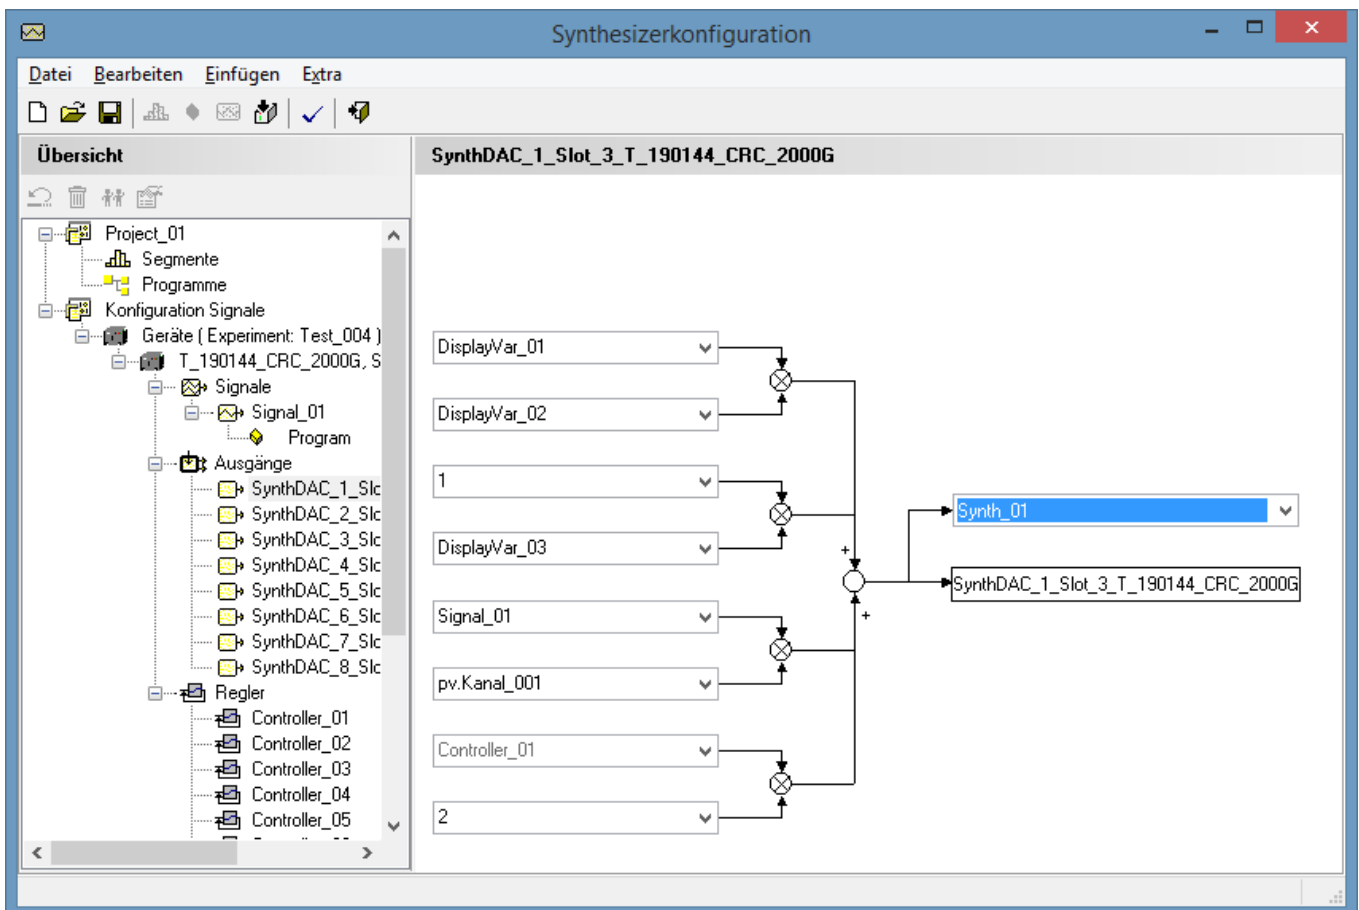 Synthesizerkonfiguration
Datei Bearbeiten Einfügen Extra
Übersicht
Project_01
Segmente
Programme
Konfiguration Signale
Geräte ( Experiment: Test_004 )
T_190144_CRC_2000G, S
Signale
Signal_01
Program
Ausgänge
SynthDAC_1_Slc
SynthDAC_2_Slc
SynthDAC_3_Slc
SynthDAC_4_Slc
SynthDAC_5_Slc
SynthDAC_6_Slc
SynthDAC_7_Slc
SynthDAC_8_Slc
Regler
Controller_01
Controller_02
Controller_03
Controller_04
Controller_05
SynthDAC_1_Slot_3_T_190144_CRC_2000G
DisplayVar_01
DisplayVar_02
1
DisplayVar_03
Signal_01
pv.Kanal_001
Controller_01
2
+
+
Synth_01
SynthDAC_1_Slot_3_T_190144_CRC_2000G